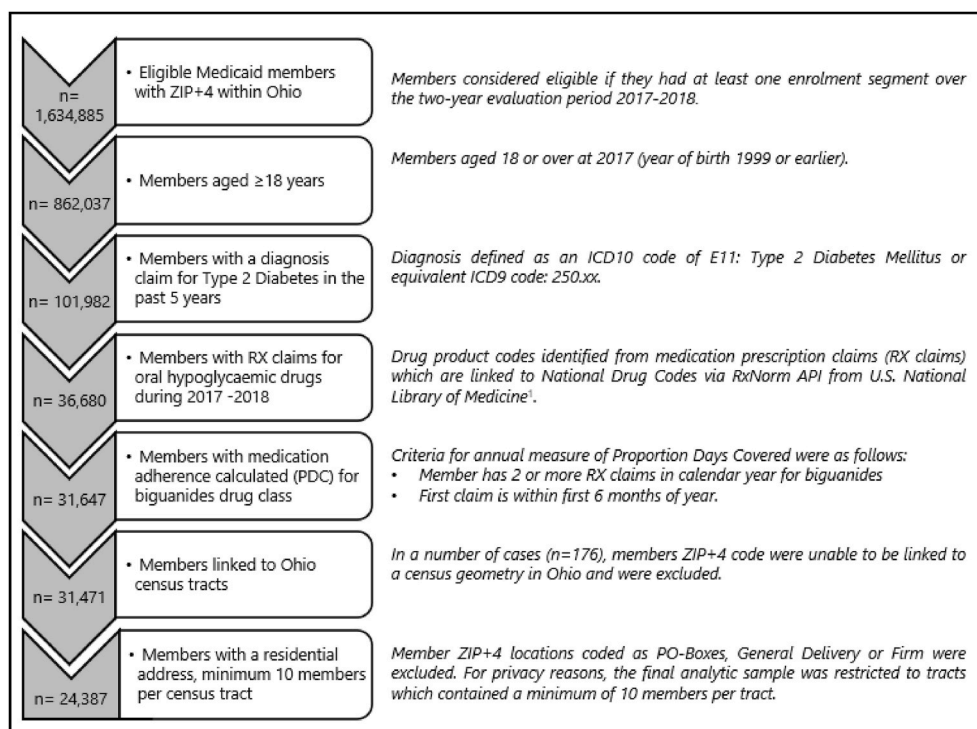 n=
1,634,885
• Eligible Medicaid members
with ZIP+4 within Ohio
Members considered eligible if they had at least one enrolment segment over
the two-year evaluation period 2017-2018.
n= 862,037
• Members aged ≥18 years
Members aged 18 or over at 2017 (year of birth 1999 or earlier).
n= 101,982
• Members with a diagnosis
claim for Type 2 Diabetes in the
past 5 years
Diagnosis defined as an ICD10 code of E11: Type 2 Diabetes Mellitus or
equivalent ICD9 code: 250.xx.
n= 36,680
• Members with RX claims for
oral hypoglycaemic drugs
during 2017 -2018
Drug product codes identified from medication prescription claims (RX claims)
which are linked to National Drug Codes via RxNorm API from U.S. National
Library of Medicine¹.
n= 31,647
• Members with medication
adherence calculated (PDC) for
biguanides drug class
Criteria for annual measure of Proportion Days Covered were as follows:
• Member has 2 or more RX claims in calendar year for biguanides
• First claim is within first 6 months of year.
n= 31,471
• Members linked to Ohio
census tracts
In a number of cases (n=176), members ZIP+4 code were unable to be linked to
a census geometry in Ohio and were excluded.
n= 24,387
• Members with a residential
address, minimum 10 members
per census tract
Member ZIP+4 locations coded as PO-Boxes, General Delivery or Firm were
excluded. For privacy reasons, the final analytic sample was restricted to tracts
which contained a minimum of 10 members per tract.